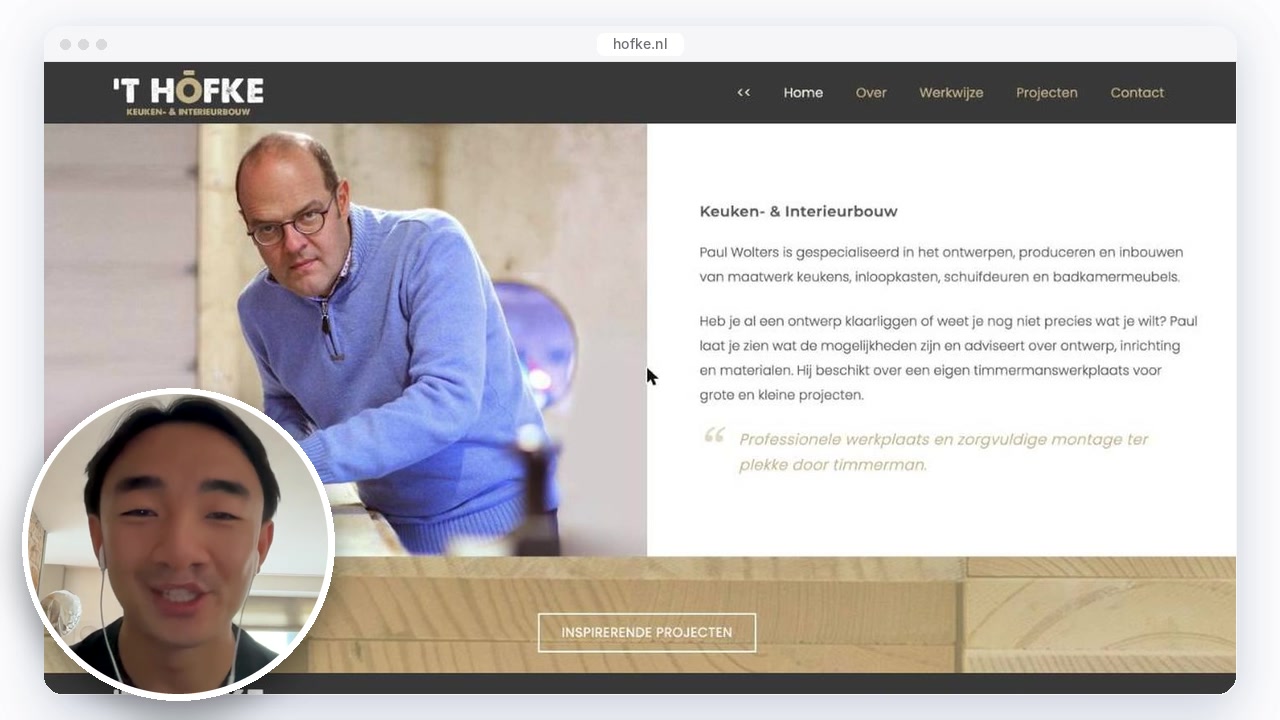 hofke.nl
'T HOFKE
KEUKEN- & INTERIEURBOUW
<< Home Over Werkwijze Projecten Contact
Keuken- & Interieurbouw
Paul Wolters is gespecialiseerd in het ontwerpen, produceren en inbouwen
van maatwerk keukens, inloopkasten, schuifdeuren en badkamermeubels.
Heb je al een ontwerp klaarliggen of weet je nog niet precies wat je wilt? Paul
laat je zien wat de mogelijkheden zijn en adviseert over ontwerp, inrichting
en materialen. Hij beschikt over een eigen timmermanswerkplaats voor
grote en kleine projecten.
“ Professionele werkplaats en zorgvuldige montage ter
plekke door timmerman.
INSPIRERENDE PROJECTEN